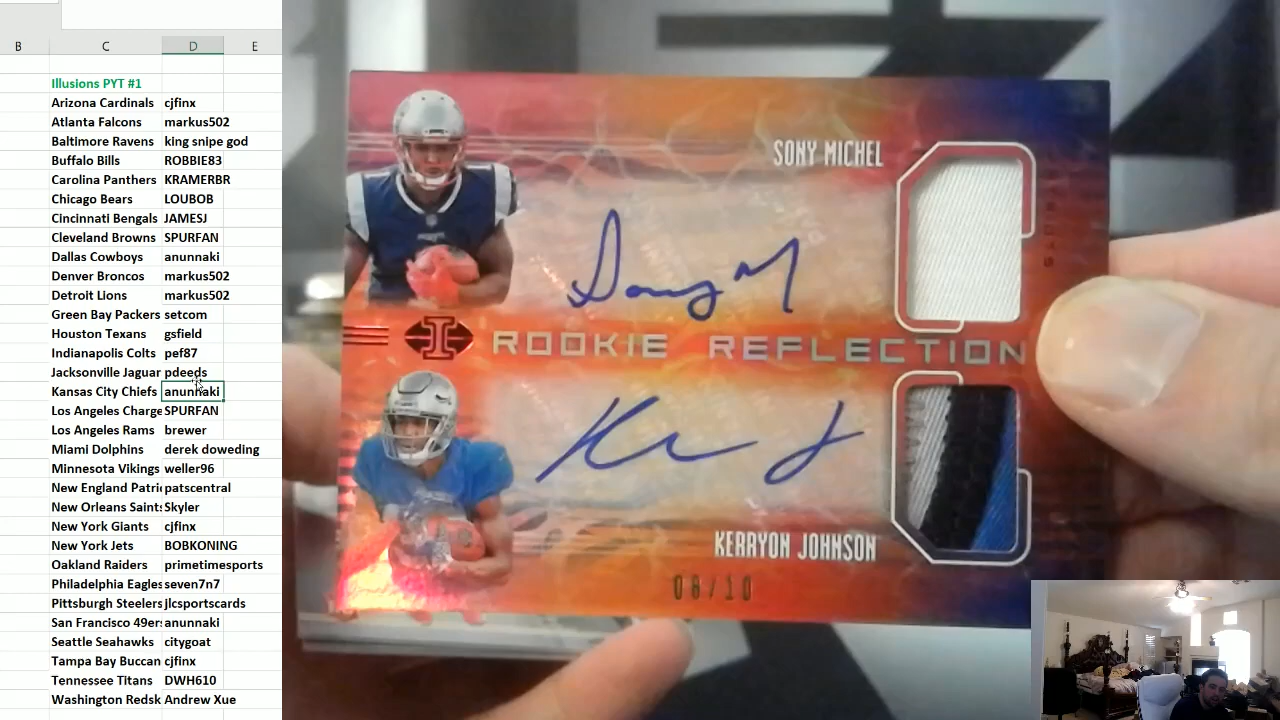 B C D E
Illusions PYT #1
Arizona Cardinals cjfinx
Atlanta Falcons markus502
Baltimore Ravens king snipe god
Buffalo Bills ROBBIE83
Carolina Panthers KRAMERBR
Chicago Bears LOUBOB
Cincinnati Bengals JAMESJ
Cleveland Browns SPURFAN
Dallas Cowboys anunnaki
Denver Broncos markus502
Detroit Lions markus502
Green Bay Packers setcom
Houston Texans gsfield
Indianapolis Colts pef87
Jacksonville Jaguar pdeeds
Kansas City Chiefs anunnaki
Los Angeles Charge SPURFAN
Los Angeles Rams brewer
Miami Dolphins derek doweding
Minnesota Vikings weller96
New England Patri patscentral
New Orleans Saints Skyler
New York Giants cjfinx
New York Jets BOBKONING
Oakland Raiders primetimesports
Philadelphia Eagles seven7n7
Pittsburgh Steelers jlcsportscards
San Francisco 49er anunnaki
Seattle Seahawks citygoat
Tampa Bay Buccan cjfinx
Tennessee Titans DWH610
Washington Redsk Andrew Xue
SONY MICHEL
I ROOKIE REFLECTION
KERRYON JOHNSON
08/10